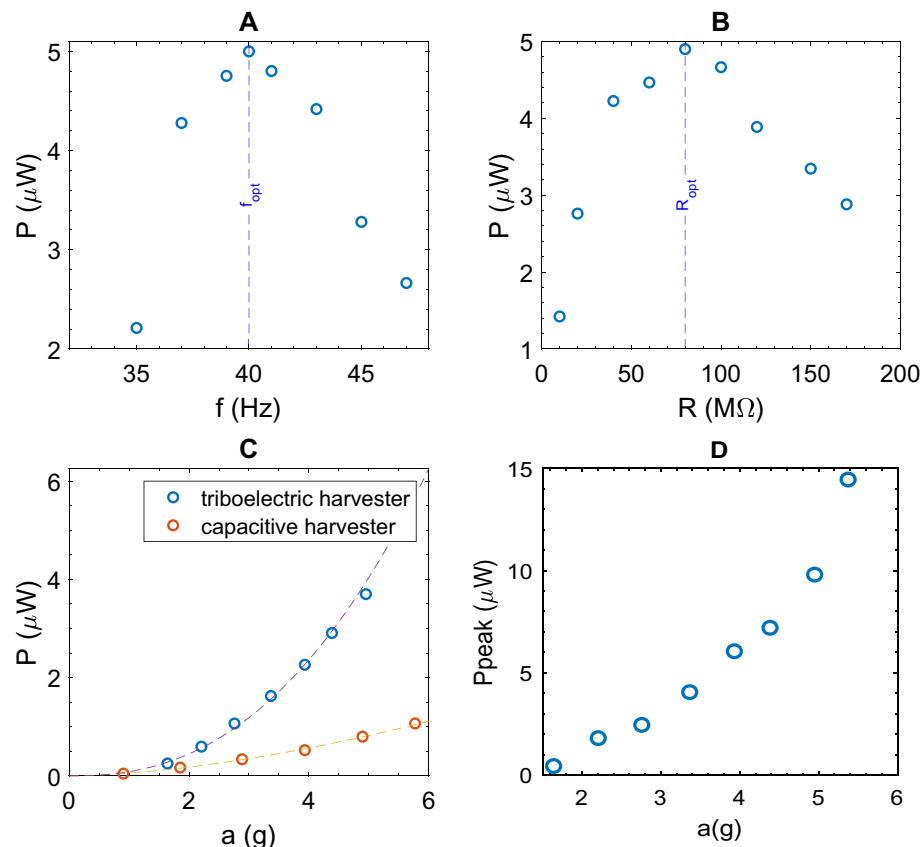 A
P (μW)
5
4
3
2
f_opt
35
40
45
f (Hz)
B
P (μW)
5
4
3
2
1
R_opt
0
50
100
150
200
R (MΩ)
C
P (μW)
6
4
2
0
triboelectric harvester
capacitive harvester
0
2
4
6
a (g)
D
Ppeak (μW)
15
10
5
0
2
3
4
5
6
a(g)